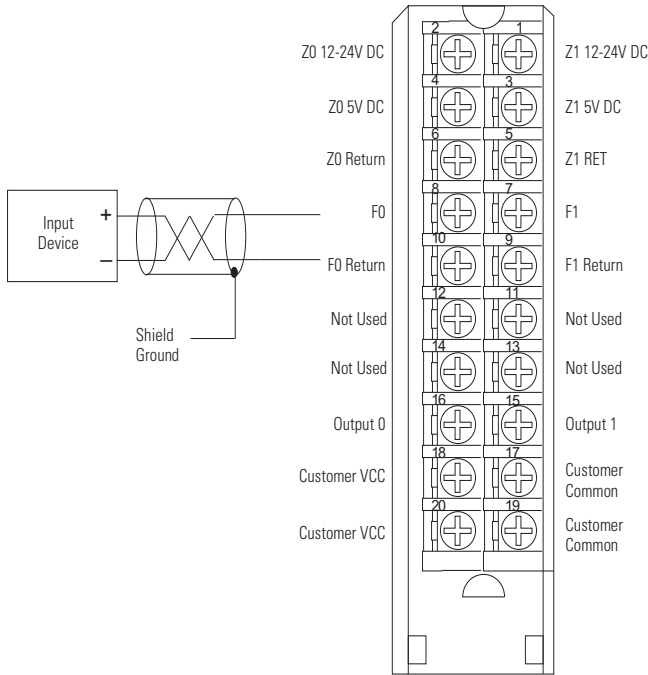 2 1
Z0 12-24V DC Z1 12-24V DC
4 3
Z0 5V DC Z1 5V DC
6 5
Z0 Return Z1 RET
8 7
F0 F1
10 9
F0 Return F1 Return
12 11
Not Used Not Used
14 13
Not Used Not Used
16 15
Output 0 Output 1
18 17
Customer VCC Customer
Common
20 19
Customer VCC Customer
Common
Input
Device
+
–
Shield
Ground